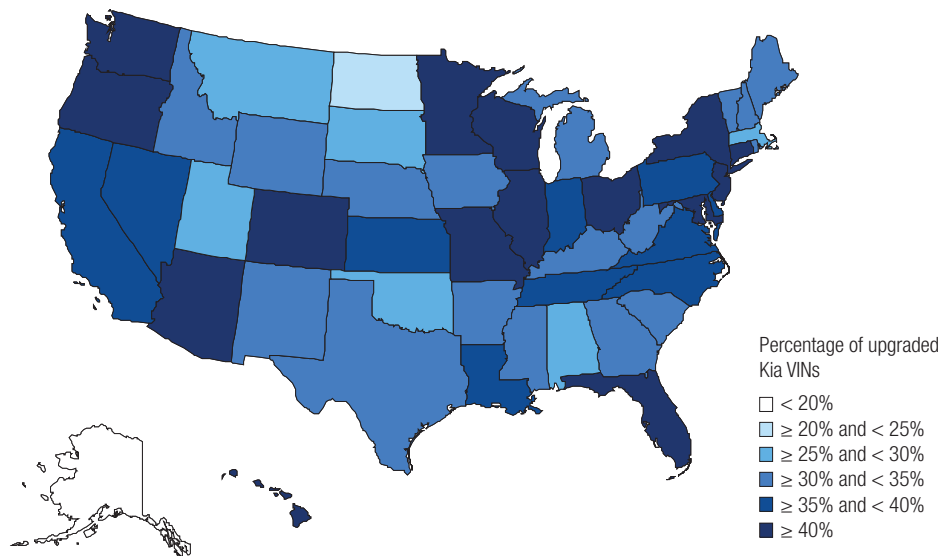 Percentage of upgraded
Kia VINs
< 20%
≥ 20% and < 25%
≥ 25% and < 30%
≥ 30% and < 35%
≥ 35% and < 40%
≥ 40%